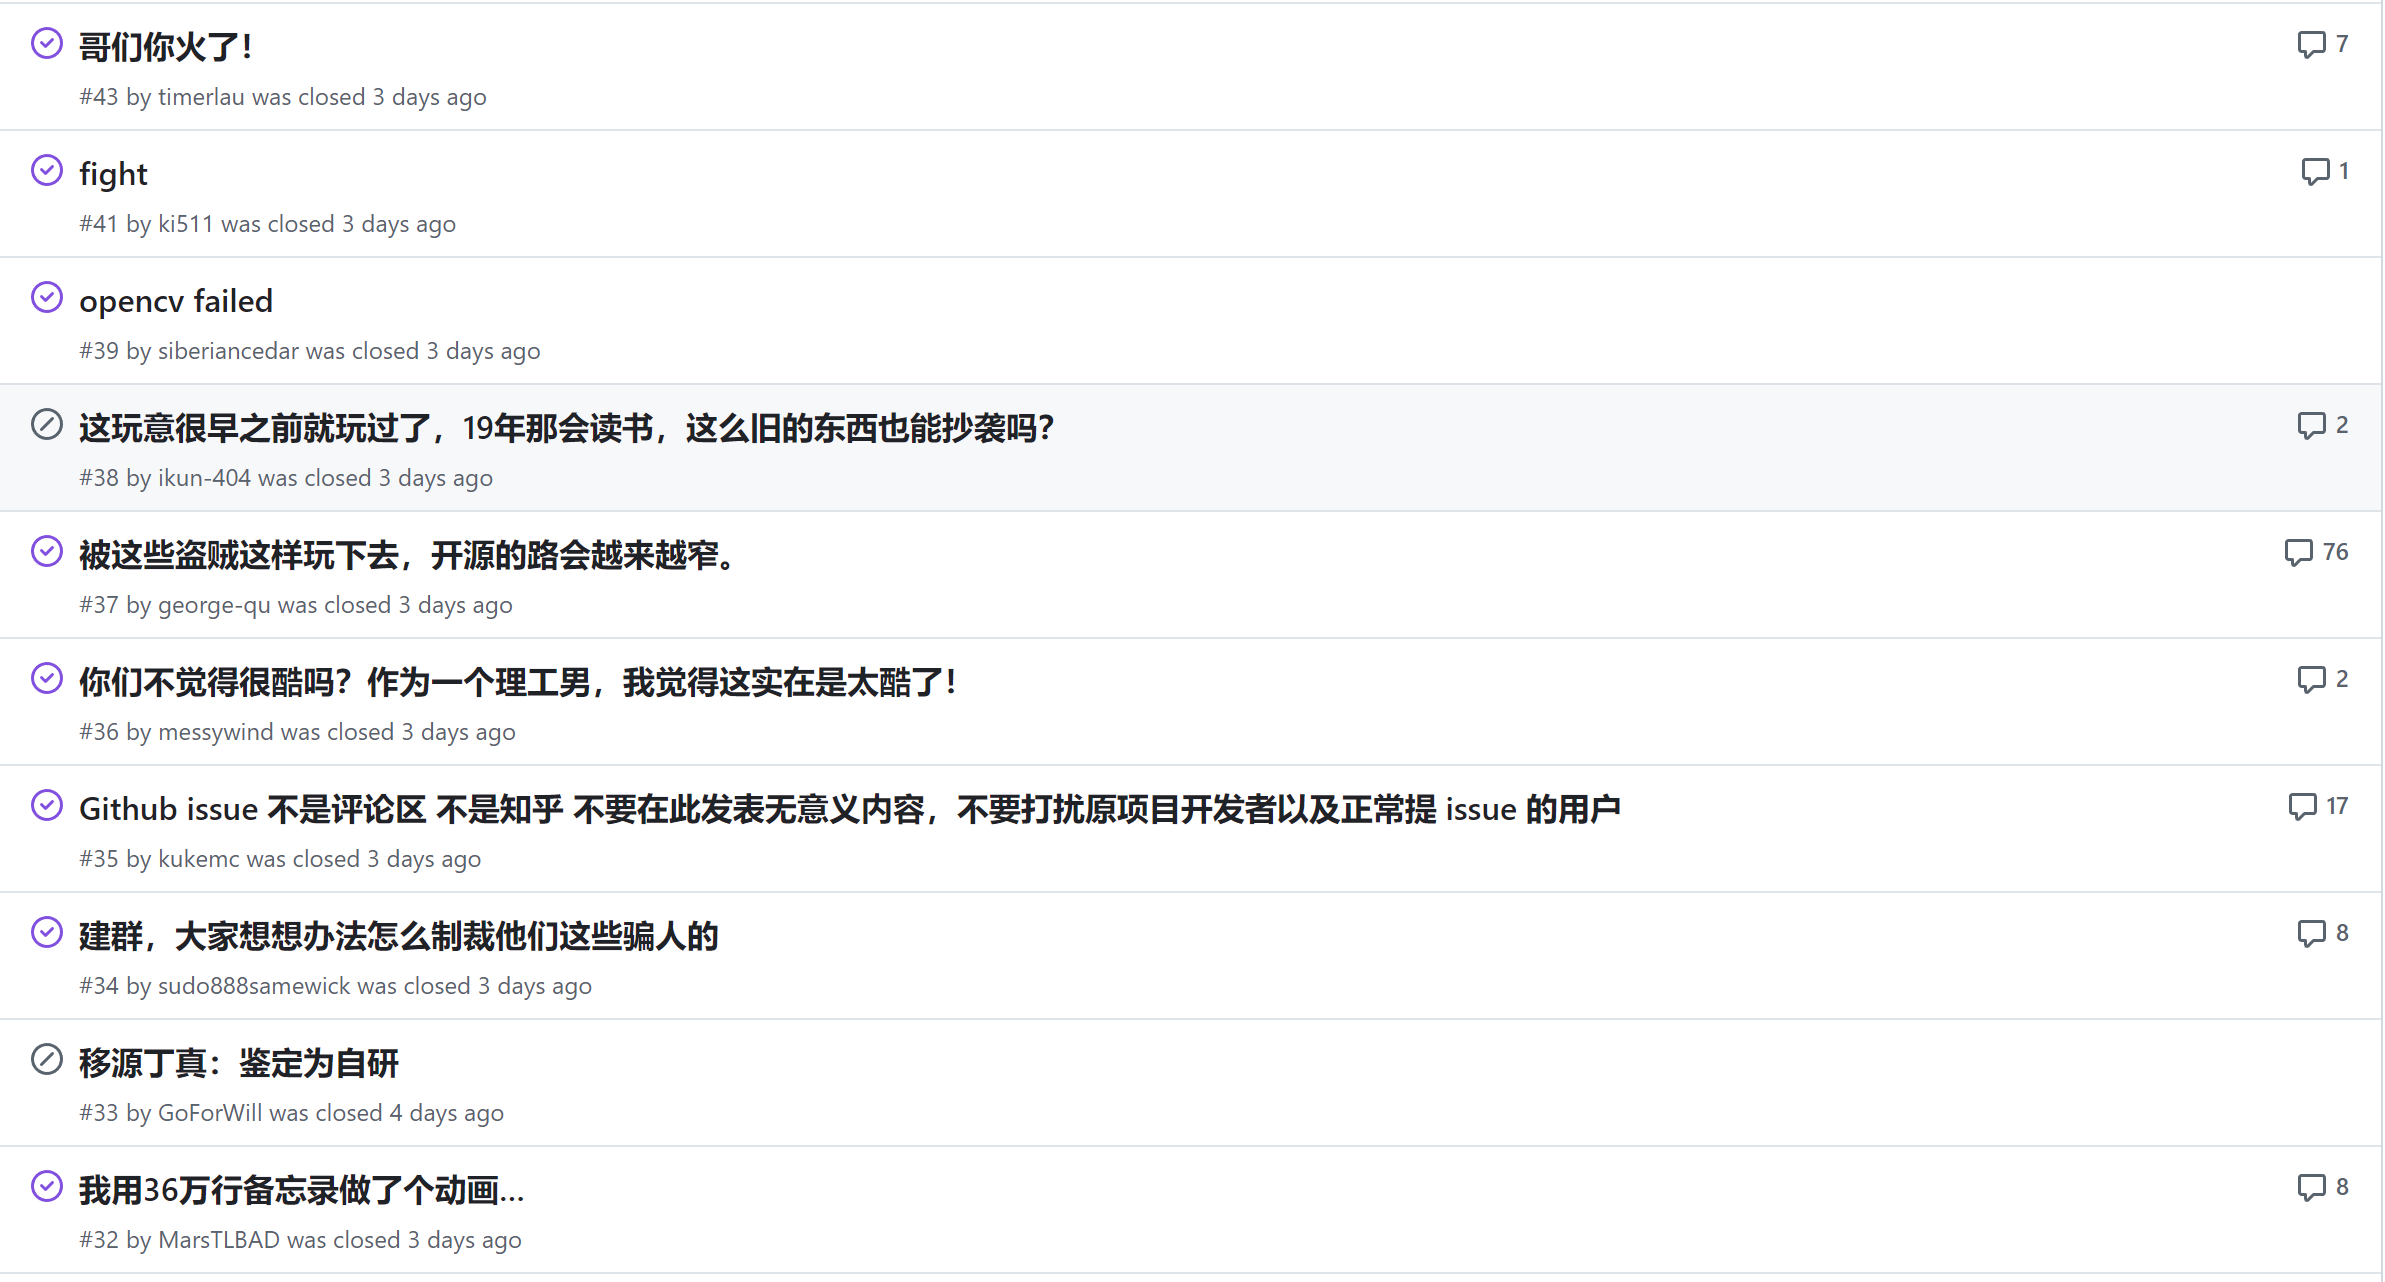 哥们你火了！
7
#43 by timerlau was closed 3 days ago
fight
1
#41 by ki511 was closed 3 days ago
opencv failed
#39 by siberiancedar was closed 3 days ago
这玩意很早之前就玩过了，19年那会读书，这么旧的东西也能抄袭吗？
2
#38 by ikun-404 was closed 3 days ago
被这些盗贼这样玩下去，开源的路会越来越窄。
76
#37 by george-qu was closed 3 days ago
你们不觉得很酷吗？作为一个理工男，我觉得这实在是太酷了！
2
#36 by messywind was closed 3 days ago
Github issue 不是评论区 不是知乎 不要在此发表无意义内容，不要打扰原项目开发者以及正常提 issue 的用户
17
#35 by kukemc was closed 3 days ago
建群，大家想想办法怎么制裁他们这些骗人的
8
#34 by sudo888samewick was closed 3 days ago
移源丁真：鉴定为自研
#33 by GoForWill was closed 4 days ago
我用36万行备忘录做了个动画...
8
#32 by MarsTLBAD was closed 3 days ago